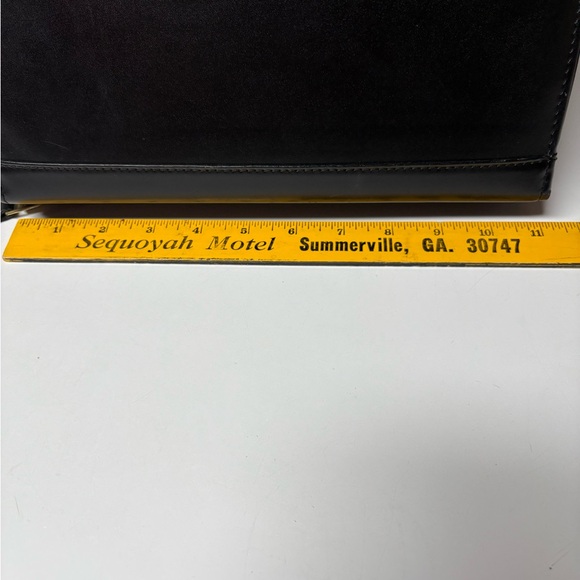 1 2 3 4 5 6 7 8 9 10 11
Sequoyah Motel Summerville, GA. 30747